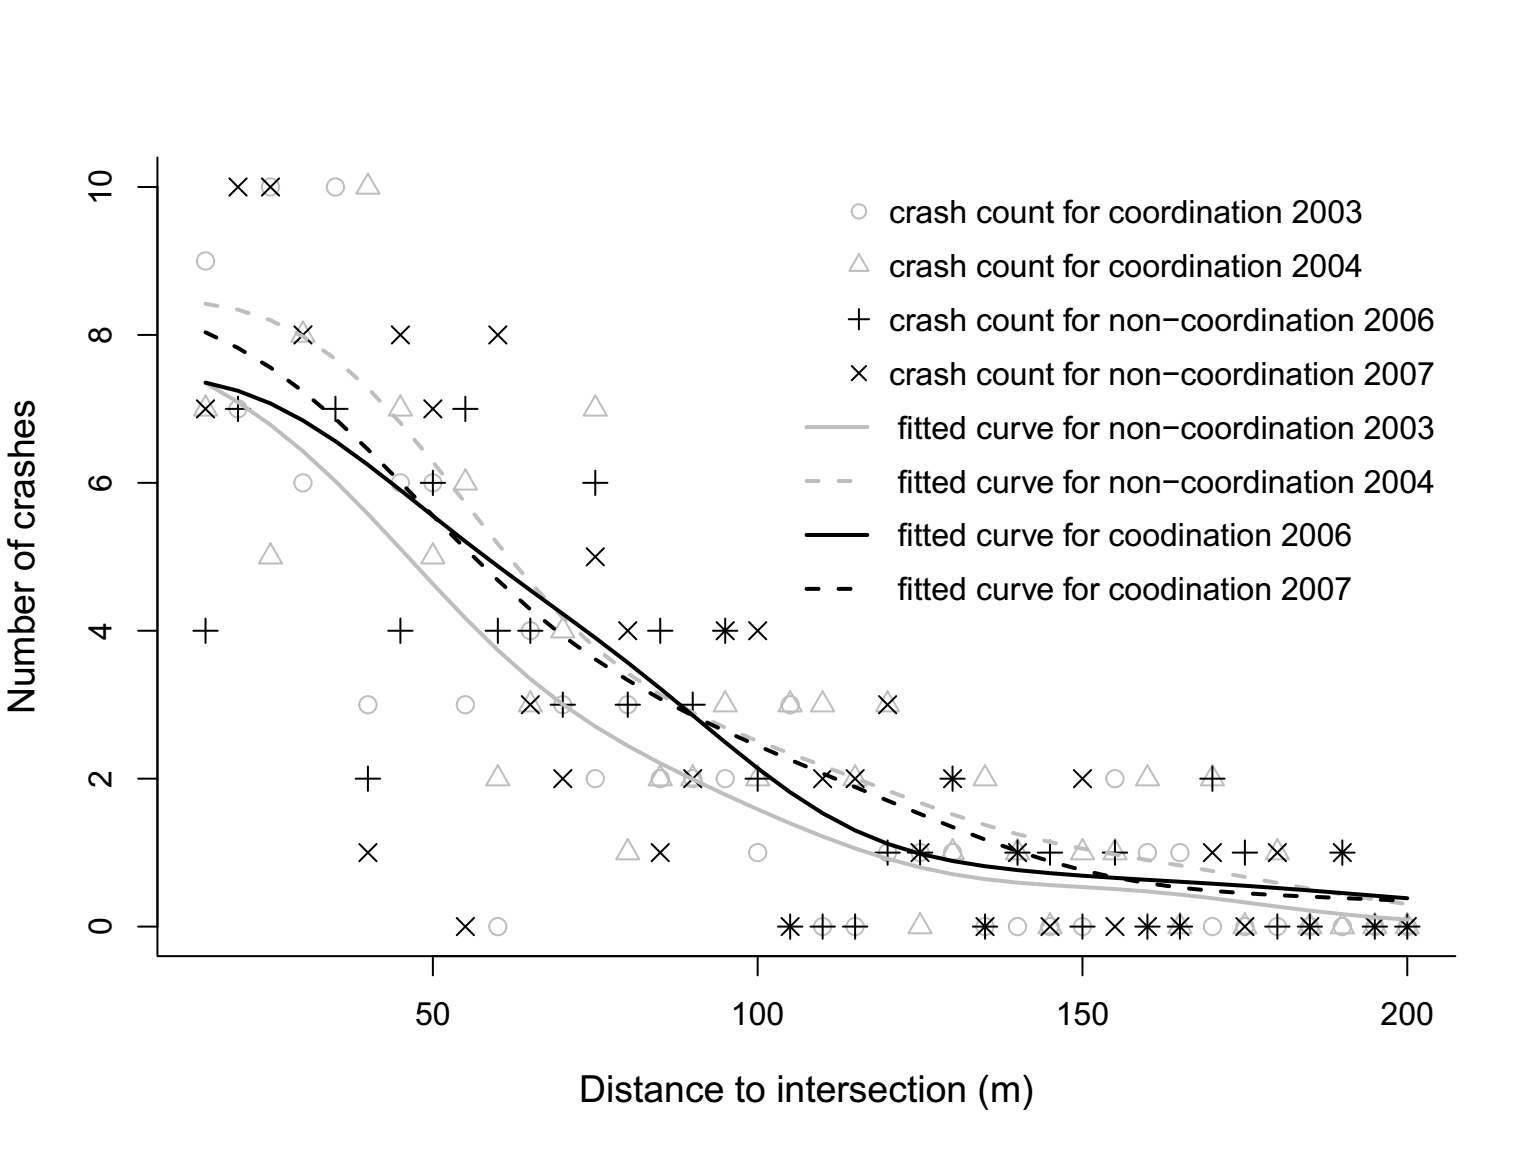 10
8
6
4
2
0
Number of crashes
crash count for coordination 2003
crash count for coordination 2004
crash count for non−coordination 2006
crash count for non−coordination 2007
fitted curve for non−coordination 2003
fitted curve for non−coordination 2004
fitted curve for coodination 2006
fitted curve for coodination 2007
50 100 150 200
Distance to intersection (m)